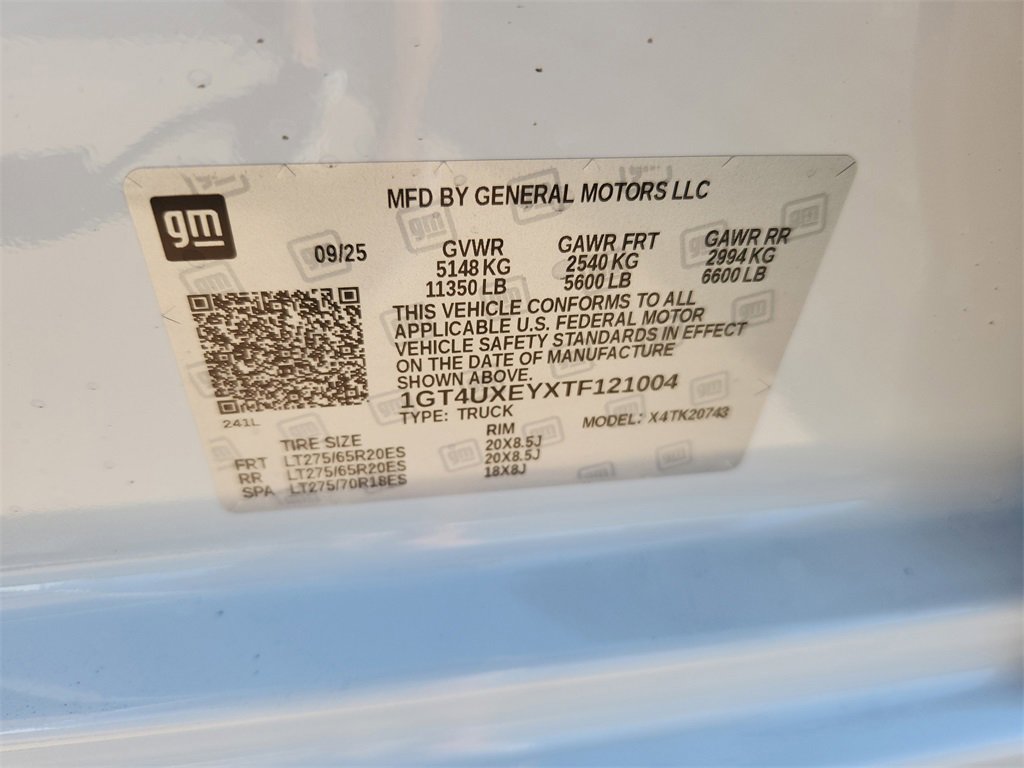 gm
MFD BY GENERAL MOTORS LLC
09/25 GVWR GAWR FRT GAWR RR
5148 KG 2540 KG 2994 KG
11350 LB 5600 LB 6600 LB
THIS VEHICLE CONFORMS TO ALL
APPLICABLE U.S. FEDERAL MOTOR
VEHICLE SAFETY STANDARDS IN EFFECT
ON THE DATE OF MANUFACTURE
SHOWN ABOVE.
1GT4UXEYXTF121004
241L TYPE: TRUCK MODEL: X4TK20743
TIRE SIZE RIM
FRT LT275/65R20ES 20X8.5J
RR LT275/65R20ES 20X8.5J
SPA LT275/70R18ES 18X8J